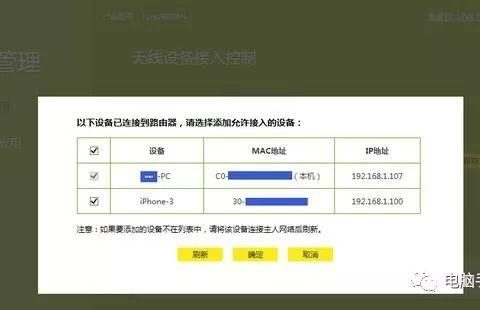 无线设备接入控制
管理
以下设备已连接到路由器，请选择添加允许接入的设备：
设备 MAC地址 IP地址
-PC C0- （本机） 192.168.1.107
iPhone-3 30- 192.168.1.100
注意：如果要添加的设备不在列表中，请将该设备连接主人网络后刷新。
刷新 确定 取消
电脑手